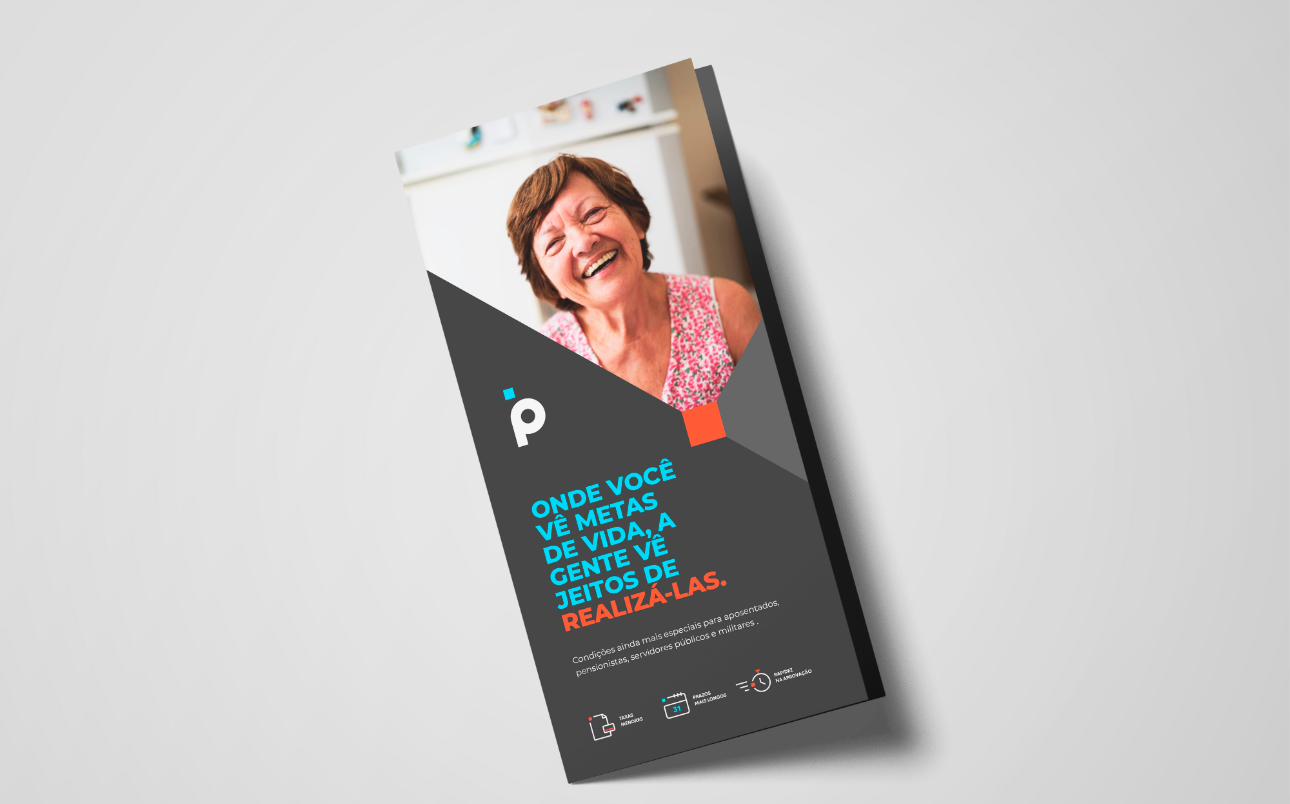 p
ONDE VOCÊ
VÊ METAS
DE VIDA, A
GENTE VÊ
JEITOS DE
REALIZÁ-LAS.
Condições ainda mais especiais para aposentados,
pensionistas, servidores públicos e militares .
TAXAS
MENORES
31
PRAZOS
MAIS LONGOS
RAPIDEZ
NA APROVAÇÃO